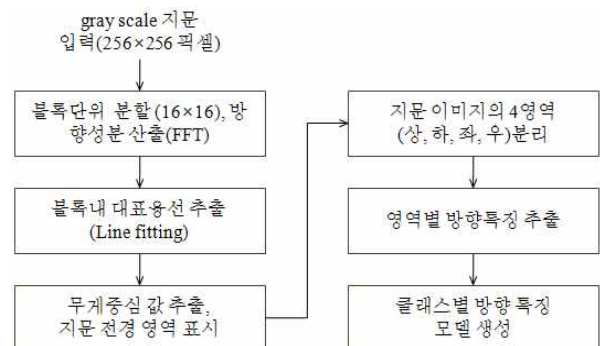 gray scale 지문
입력(256×256 픽셀)
블록단위 분할 (16×16), 방
향성분 산출(FFT)
블록내 대표융선 추출
(Line fitting)
무게중심 값 추출,
지문 전경 영역 표시
지문 이미지의 4영역
(상, 하, 좌, 우)분리
영역별 방향특징 추출
클래스별 방향 특징
모델 생성